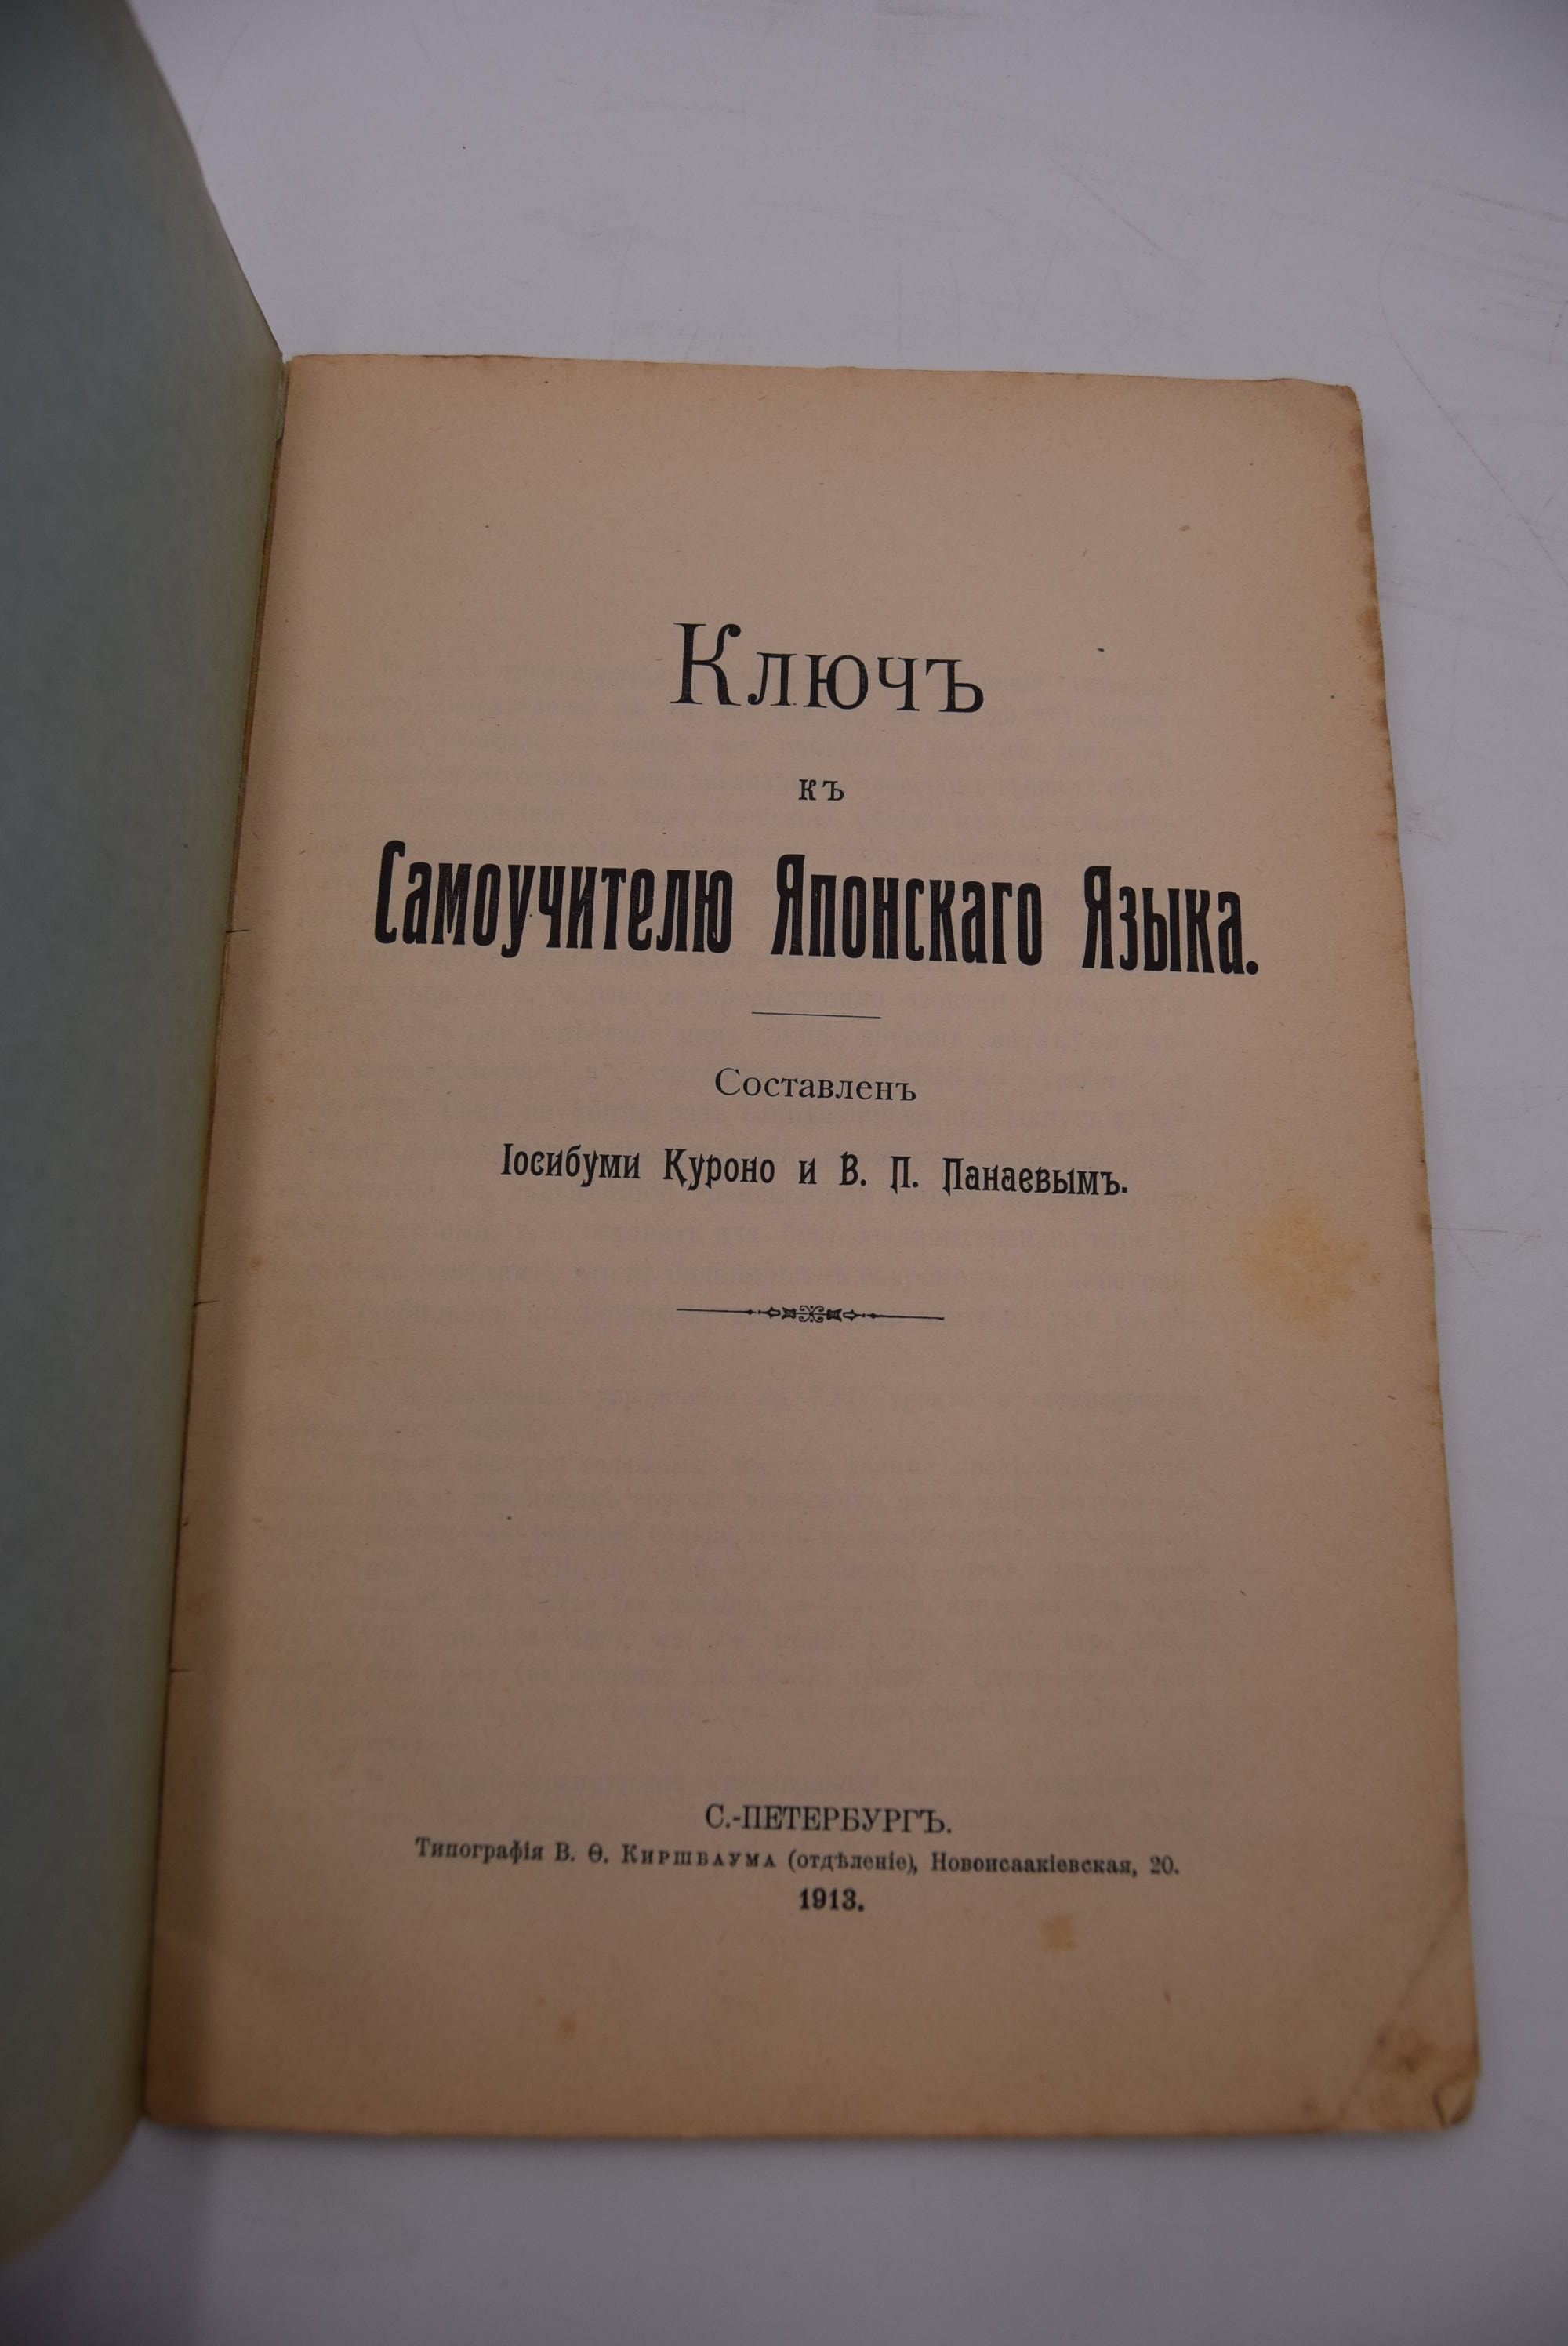 Ключъ
къ
Самоучителю Японскаго Языка.
Составленъ
Іосибуми Куроно и В. П. Панаевымъ.
С.-ПЕТЕРБУРГЪ.
Типографія В. Ѳ. Киршбаума (отдѣленіе), Новоисаакіевская, 20.
1913.